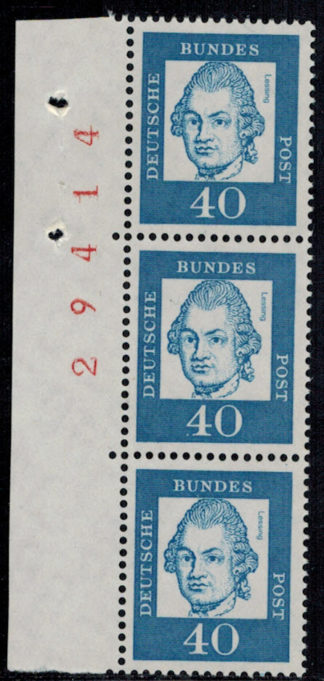 29414
BUNDES
DEUTSCHE
Lessing
POST
40
BUNDES
DEUTSCHE
Lessing
POST
40
BUNDES
DEUTSCHE
Lessing
POST
40